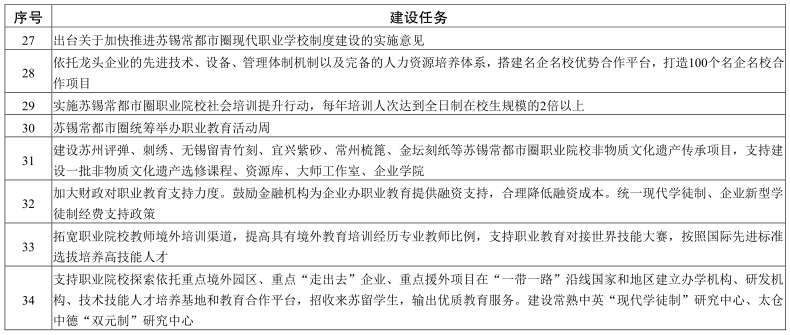 序号 建设任务
27 出台关于加快推进苏锡常都市圈现代职业学校制度建设的实施意见
28 依托龙头企业的先进技术、设备、管理体制机制以及完备的人力资源培养体系，搭建名企名校优势合作平台，打造100个名企名校合
作项目
29 实施苏锡常都市圈职业院校社会培训提升行动，每年培训人次达到全日制在校生规模的2倍以上
30 苏锡常都市圈统筹举办职业教育活动周
31 建设苏州评弹、刺绣、无锡留青竹刻、宜兴紫砂、常州梳篦、金坛刻纸等苏锡常都市圈职业院校非物质文化遗产传承项目，支持建
设一批非物质文化遗产选修课程、资源库、大师工作室、企业学院
32 加大财政对职业教育支持力度。鼓励金融机构为企业办职业教育提供融资支持，合理降低融资成本。统一现代学徒制、企业新型学
徒制经费支持政策
33 拓宽职业院校教师境外培训渠道，提高具有境外教育培训经历专业教师比例，支持职业教育对接世界技能大赛，按照国际先进标准
选拔培养高技能人才
34 支持职业院校探索依托重点境外园区、重点“走出去”企业、重点援外项目在“一带一路”沿线国家和地区建立办学机构、研发机
构、技术技能人才培养基地和教育合作平台，招收来苏留学生，输出优质教育服务。建设常熟中英“现代学徒制”研究中心、太仓
中德“双元制”研究中心